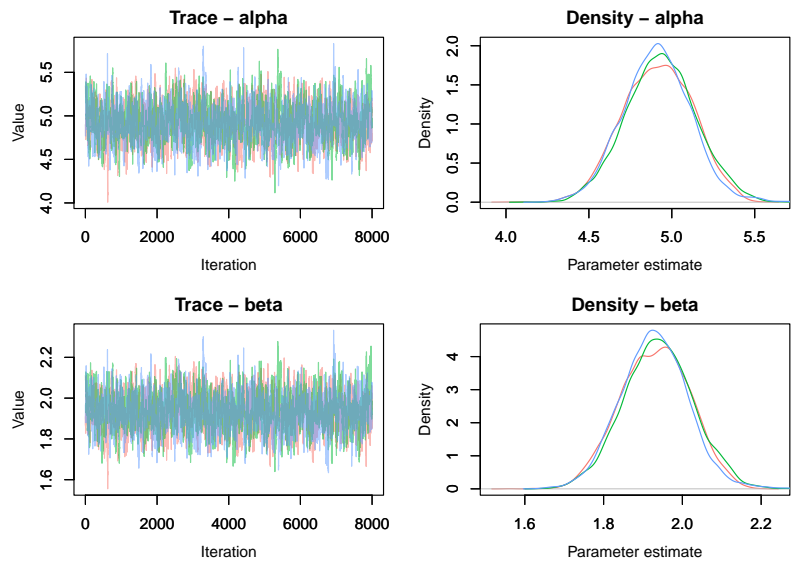 Trace – alpha
Value
4.0 4.5 5.0 5.5
0 2000 4000 6000 8000
Iteration
Density – alpha
Density
0.0 0.5 1.0 1.5 2.0
4.0 4.5 5.0 5.5
Parameter estimate
Trace – beta
Value
1.6 1.8 2.0 2.2
0 2000 4000 6000 8000
Iteration
Density – beta
Density
0 1 2 3 4
1.6 1.8 2.0 2.2
Parameter estimate